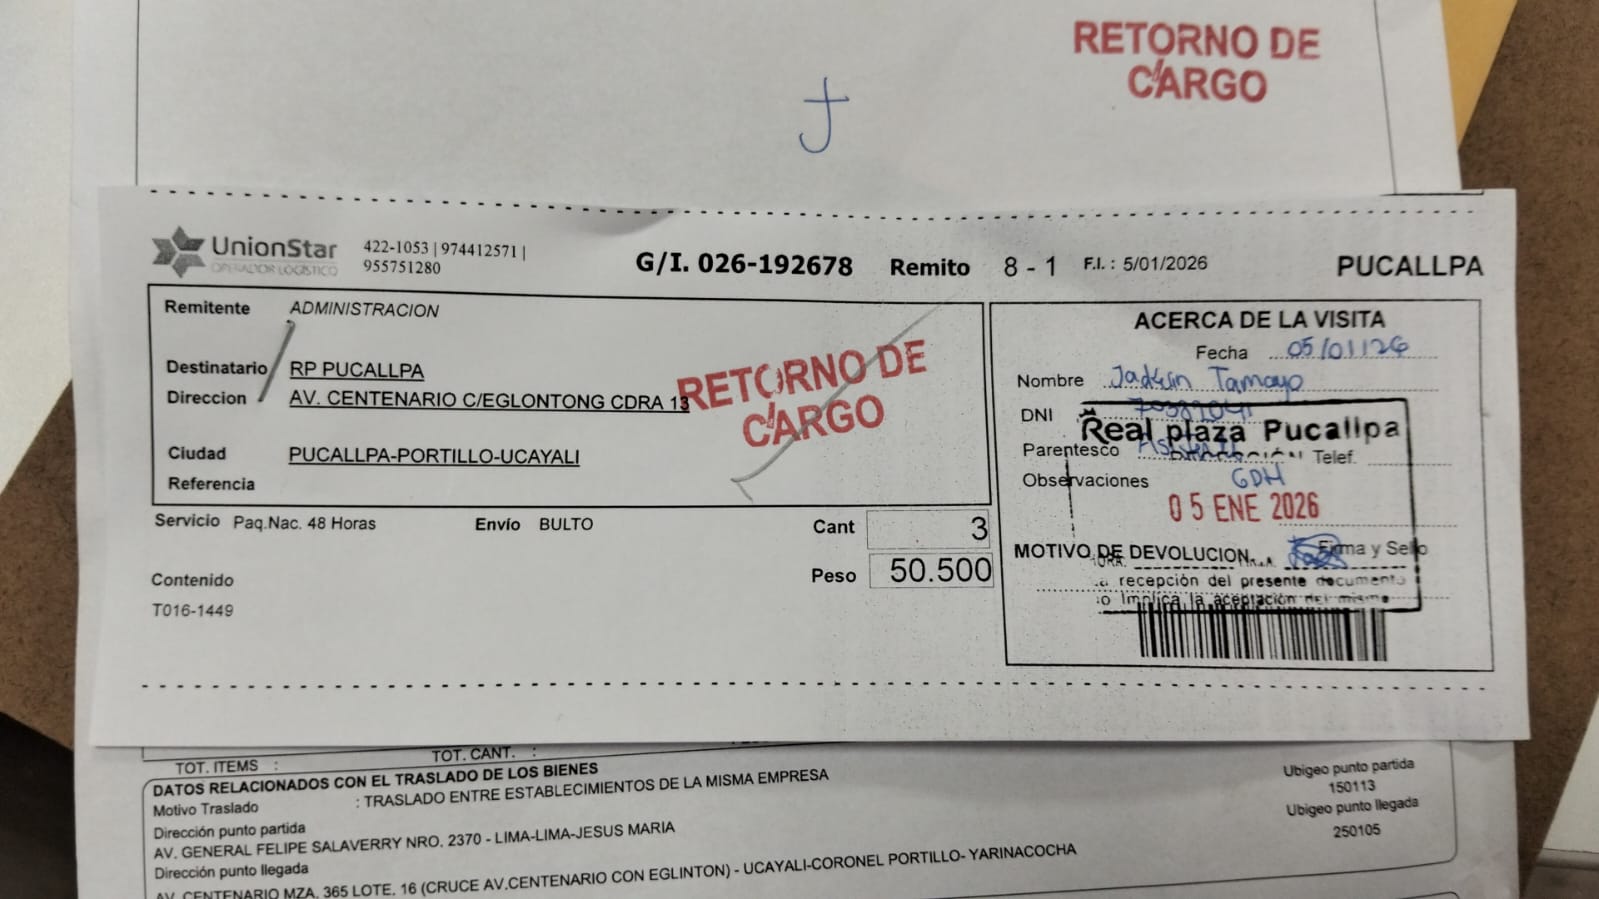 RETORNO DE
CARGO
UnionStar
OPERADOR LOGÍSTICO
422-1053 | 974412571 |
955751280
G/I. 026-192678 Remito 8 - 1 F.I. : 5/01/2026 PUCALLPA
Remitente ADMINISTRACION
Destinatario RP PUCALLPA
Direccion AV. CENTENARIO C/EGLONTONG CDRA 13
Ciudad PUCALLPA-PORTILLO-UCAYALI
Referencia
RETORNO DE
CARGO
Servicio Paq.Nac. 48 Horas Envío BULTO Cant 3
Peso 50.500
Contenido
T016-1449
ACERCA DE LA VISITA
Fecha 05/01/26
Nombre Tamayo
DNI
Real plaza Pucallpa
Parentesco Telef.
Observaciones GDH
05 ENE 2026
MOTIVO DE DEVOLUCION Firma y Sello
recepción del presente documento
Implica la aceptación del mismo
TOT. ITEMS : TOT. CANT. :
DATOS RELACIONADOS CON EL TRASLADO DE LOS BIENES
Motivo Traslado : TRASLADO ENTRE ESTABLECIMIENTOS DE LA MISMA EMPRESA
Dirección punto partida
AV. GENERAL FELIPE SALAVERRY NRO. 2370 - LIMA-LIMA-JESUS MARIA
Dirección punto llegada
AV. CENTENARIO MZA. 365 LOTE. 16 (CRUCE AV.CENTENARIO CON EGLINTON) - UCAYALI-CORONEL PORTILLO- YARINACOCHA
Ubigeo punto partida
150113
Ubigeo punto llegada
250105